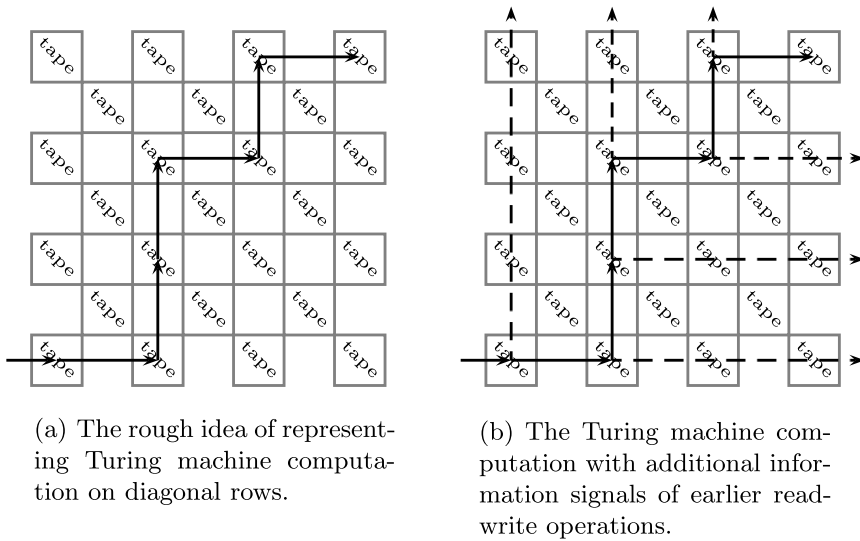 tape tape tape tape
tape tape tape
tape tape tape tape
tape tape tape
tape tape tape tape
tape tape tape
tape tape tape tape
(a) The rough idea of represent-
ing Turing machine computa-
tion on diagonal rows.
tape tape tape tape
tape tape tape
tape tape tape tape
tape tape tape
tape tape tape tape
tape tape tape
tape tape tape tape
(b) The Turing machine com-
putation with additional infor-
mation signals of earlier read-
write operations.